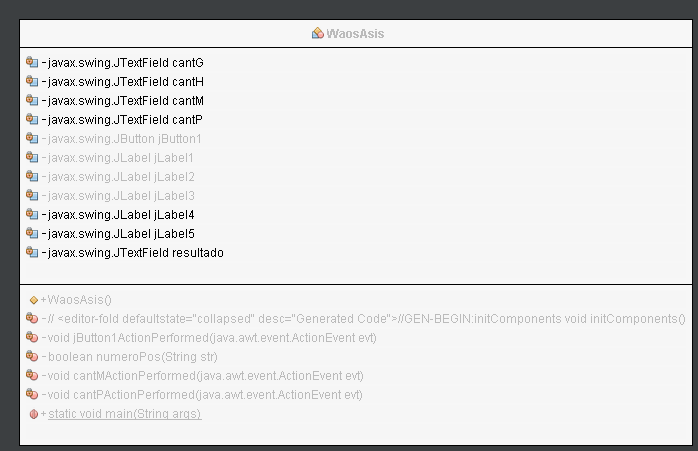 WaosAsis
-javax.swing.JTextField cantG
-javax.swing.JTextField cantH
-javax.swing.JTextField cantM
-javax.swing.JTextField cantP
-javax.swing.JButton jButton1
-javax.swing.JLabel jLabel1
-javax.swing.JLabel jLabel2
-javax.swing.JLabel jLabel3
-javax.swing.JLabel jLabel4
-javax.swing.JLabel jLabel5
-javax.swing.JTextField resultado
+WaosAsis()
-// <editor-fold defaultstate="collapsed" desc="Generated Code">//GEN-BEGIN:initComponents void initComponents()
-void jButton1ActionPerformed(java.awt.event.ActionEvent evt)
-boolean numeroPos(String str)
-void cantMActionPerformed(java.awt.event.ActionEvent evt)
-void cantPActionPerformed(java.awt.event.ActionEvent evt)
+static void main(String args)